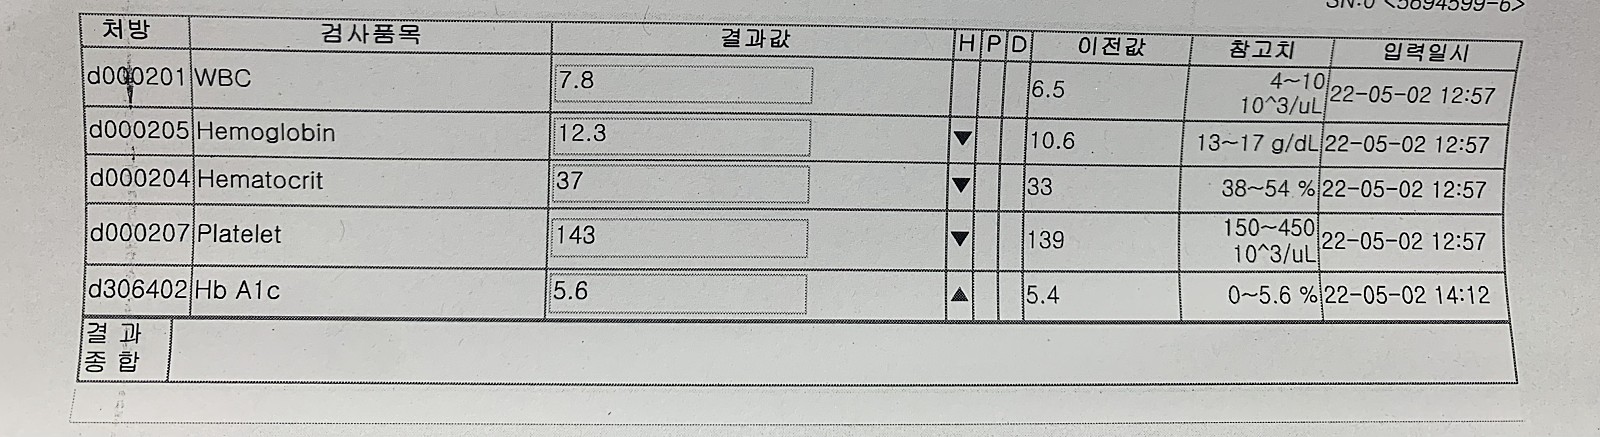 SN:0 <5694599-6>
처방 검사품목 결과값 H P D 이전값 참고치 입력일시
d000201 WBC 7.8 6.5 4~10 10^3/uL 22-05-02 12:57
d000205 Hemoglobin 12.3 ▼ 10.6 13~17 g/dL 22-05-02 12:57
d000204 Hematocrit 37 ▼ 33 38~54 % 22-05-02 12:57
d000207 Platelet 143 ▼ 139 150~450 10^3/uL 22-05-02 12:57
d306402 Hb A1c 5.6 ▲ 5.4 0~5.6 % 22-05-02 14:12
결 과
종 합